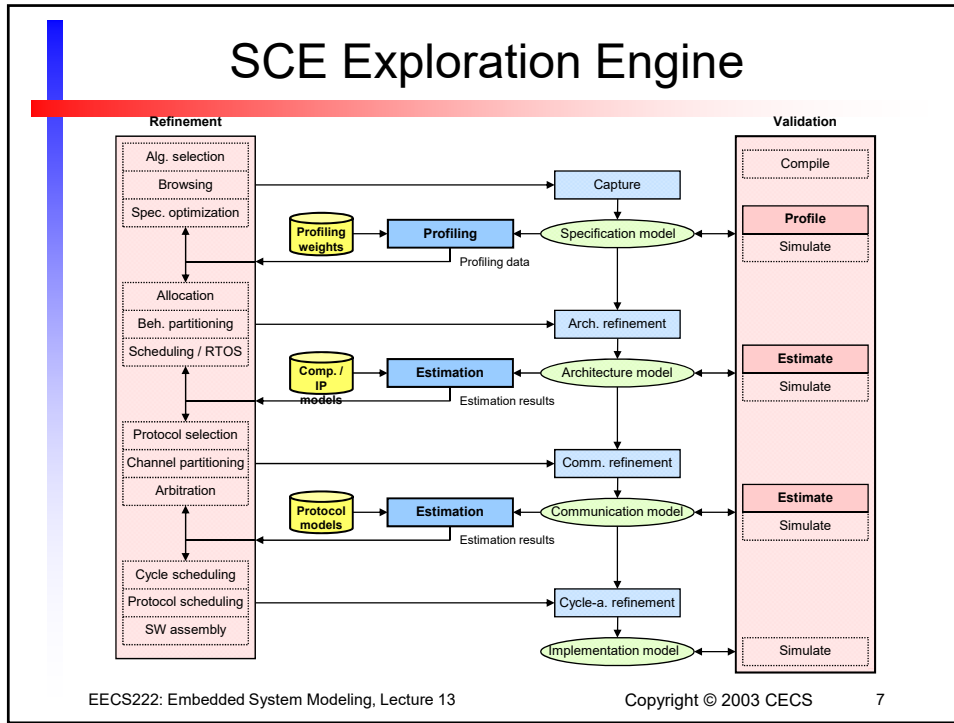 SCE Exploration Engine
Refinement
Validation
Alg. selection
Browsing
Spec. optimization
Capture
Compile
Profiling
weights
Profiling
Specification model
Profile
Simulate
Profiling data
Allocation
Beh. partitioning
Scheduling / RTOS
Arch. refinement
Comp. /
IP
models
Estimation
Architecture model
Estimate
Simulate
Estimation results
Protocol selection
Channel partitioning
Arbitration
Comm. refinement
Protocol
models
Estimation
Communication model
Estimate
Simulate
Estimation results
Cycle scheduling
Protocol scheduling
SW assembly
Cycle-a. refinement
Implementation model
Simulate
EECS222: Embedded System Modeling, Lecture 13
Copyright © 2003 CECS
7